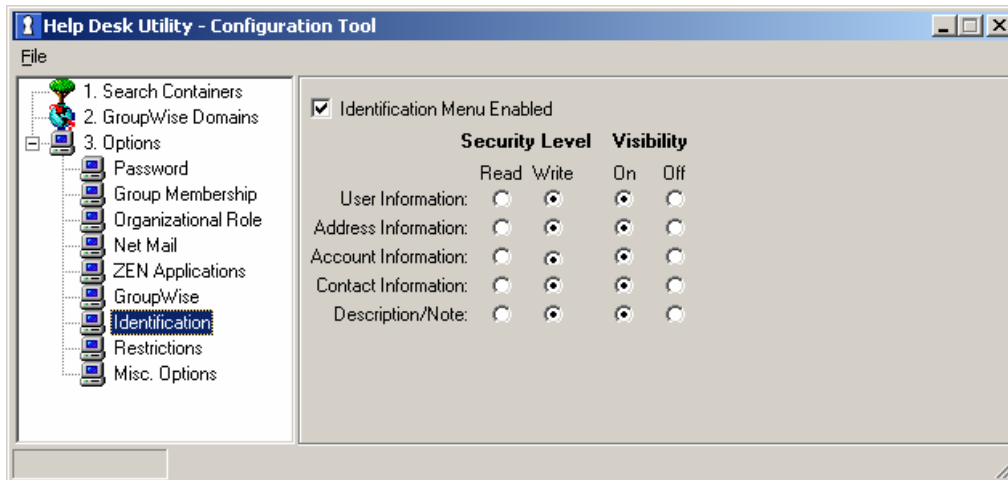 Help Desk Utility - Configuration Tool
File
1. Search Containers
2. GroupWise Domains
3. Options
Password
Group Membership
Organizational Role
Net Mail
ZEN Applications
GroupWise
Identification
Restrictions
Misc. Options
Identification Menu Enabled
Security Level Visibility
Read Write On Off
User Information:
Address Information:
Account Information:
Contact Information:
Description/Note: